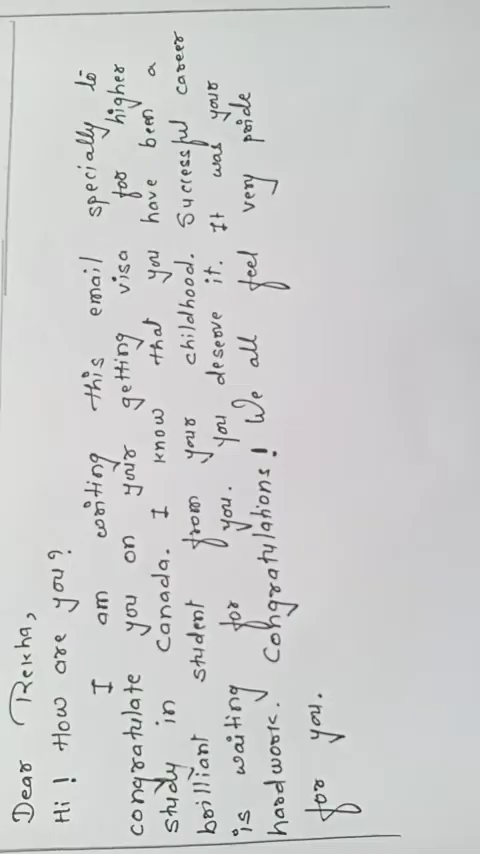 Dear Rekha,
Hi! How are you?
I am writing this email specially to
congratulate you on your getting visa for higher
study in Canada. I know that you have been a
brilliant student from your childhood. Successful career
is waiting for you. You deserve it. It was your
hardwork. Congratulations! We all feel very pride
for you.